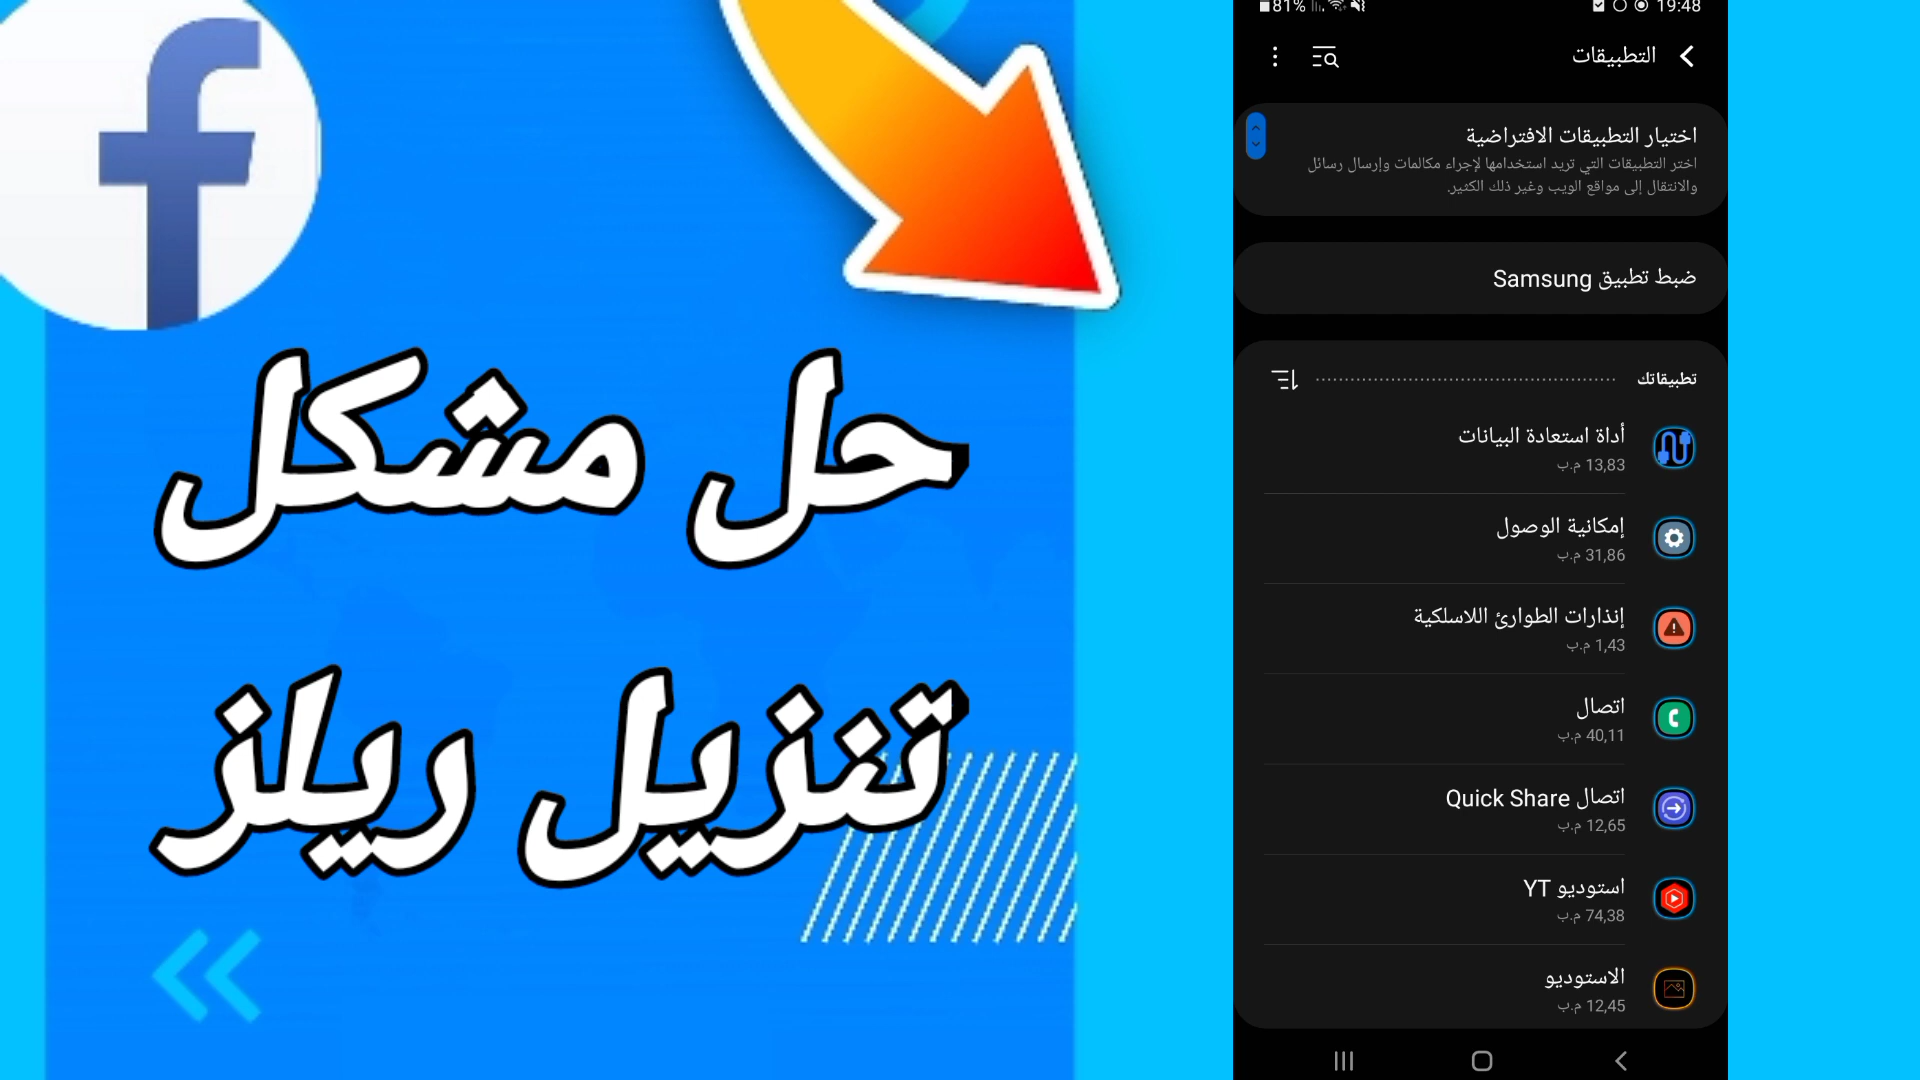 حل مشكل
تنزيل ريلز
81%
19:48
التطبيقات
اختيار التطبيقات الافتراضية
اختر التطبيقات التي تريد استخدامها لإجراء مكالمات وإرسال رسائل
والانتقال إلى مواقع الويب وغير ذلك الكثير.
ضبط تطبيق Samsung
تطبيقاتك
أداة استعادة البيانات
13,83 م.ب
إمكانية الوصول
31,86 م.ب
إنذارات الطوارئ اللاسلكية
1,43 م.ب
اتصال
40,11 م.ب
اتصال Quick Share
12,65 م.ب
استوديو YT
74,38 م.ب
الاستوديو
12,45 م.ب